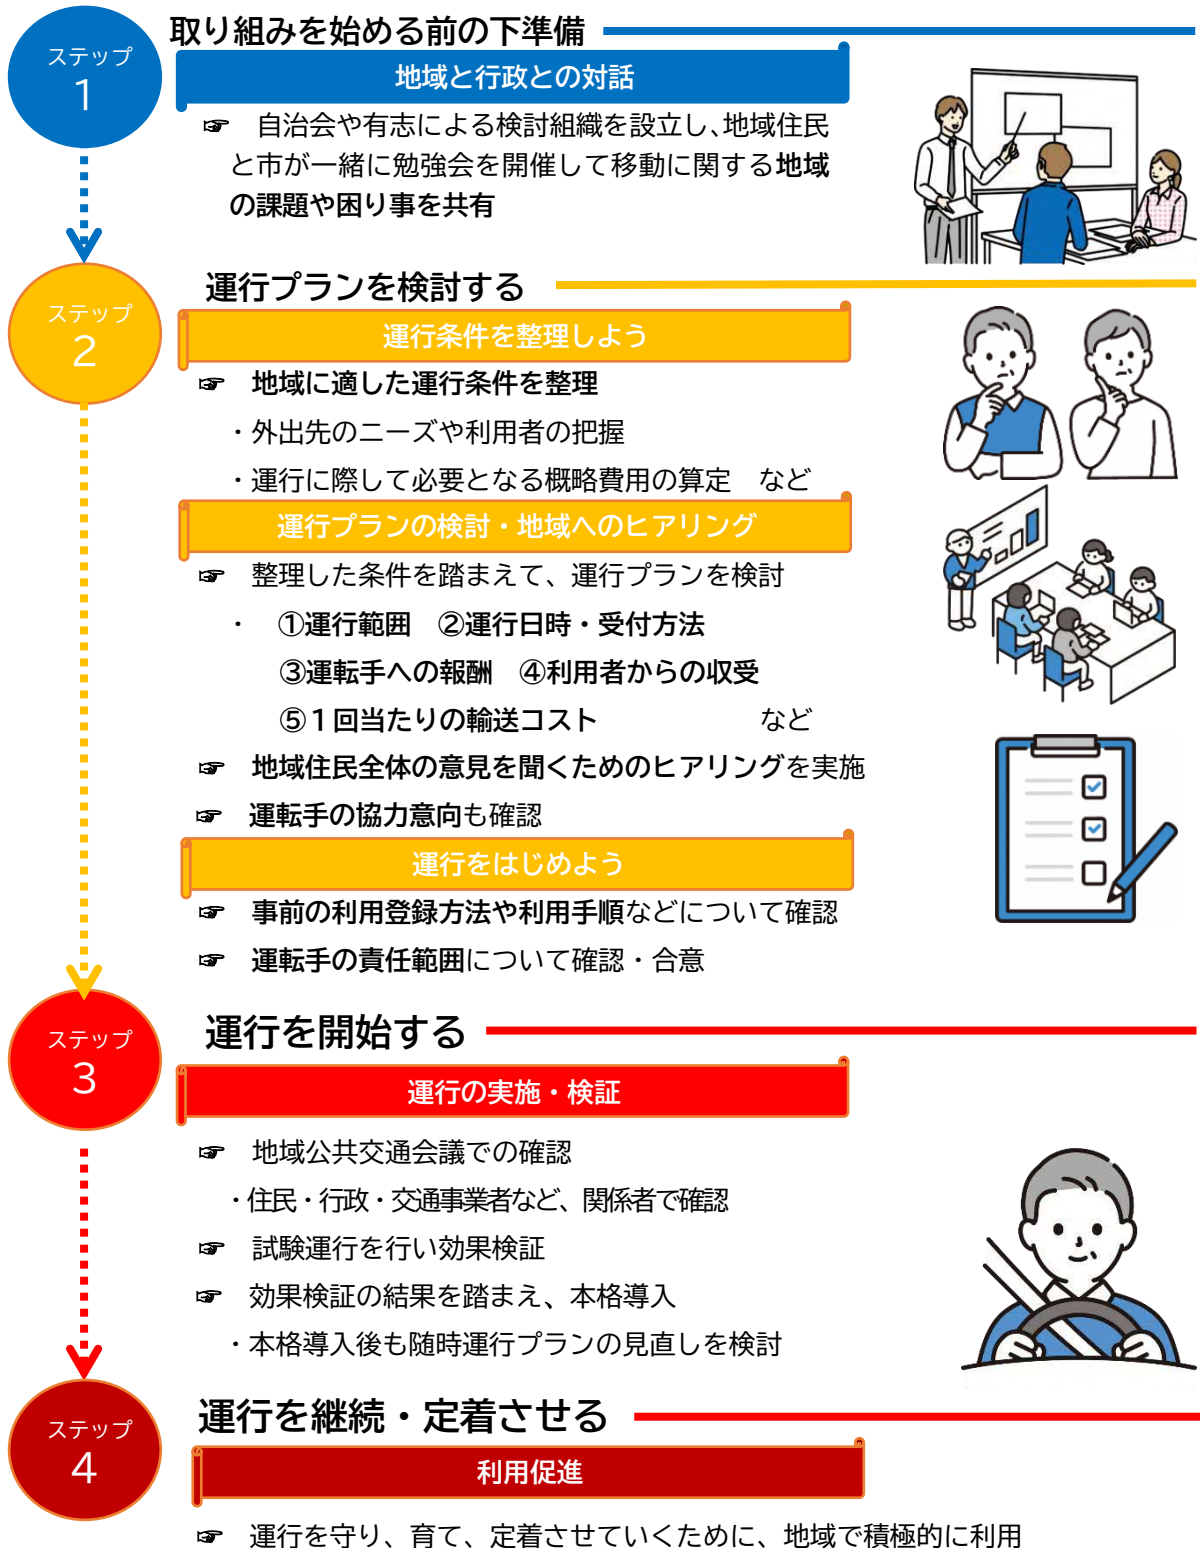 ステップ
1
取り組みを始める前の下準備
地域と行政との対話
☞ 自治会や有志による検討組織を設立し、地域住民
と市が一緒に勉強会を開催して移動に関する地域
の課題や困り事を共有
ステップ
2
運行プランを検討する
運行条件を整理しよう
☞ 地域に適した運行条件を整理
・外出先のニーズや利用者の把握
・運行に際して必要となる概略費用の算定 など
運行プランの検討・地域へのヒアリング
☞ 整理した条件を踏まえて、運行プランを検討
・ ①運行範囲 ②運行日時・受付方法
③運転手への報酬 ④利用者からの収受
⑤１回当たりの輸送コスト など
☞ 地域住民全体の意見を聞くためのヒアリングを実施
☞ 運転手の協力意向も確認
運行をはじめよう
☞ 事前の利用登録方法や利用手順などについて確認
☞ 運転手の責任範囲について確認・合意
ステップ
3
運行を開始する
運行の実施・検証
☞ 地域公共交通会議での確認
・住民・行政・交通事業者など、関係者で確認
☞ 試験運行を行い効果検証
☞ 効果検証の結果を踏まえ、本格導入
・本格導入後も随時運行プランの見直しを検討
ステップ
4
運行を継続・定着させる
利用促進
☞ 運行を守り、育て、定着させていくために、地域で積極的に利用